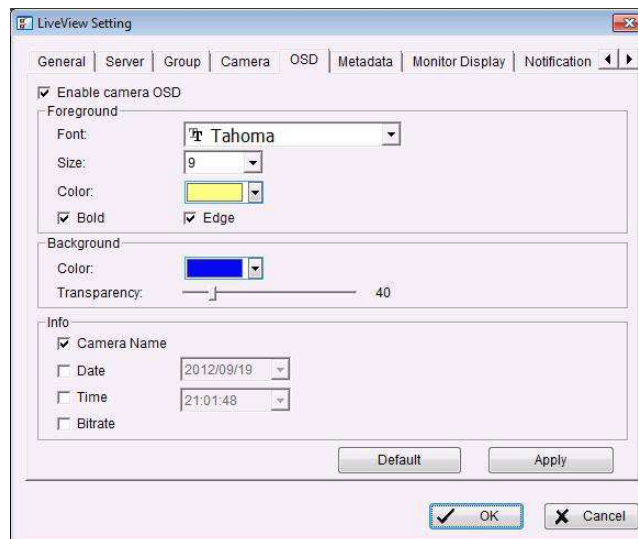 LiveView Setting
General Server Group Camera OSD Metadata Monitor Display Notification
Enable camera OSD
Foreground
Font: Tahoma
Size: 9
Color:
Bold Edge
Background
Color:
Transparency: 40
Info
Camera Name
Date 2012/09/19
Time 21:01:48
Bitrate
Default Apply
OK Cancel